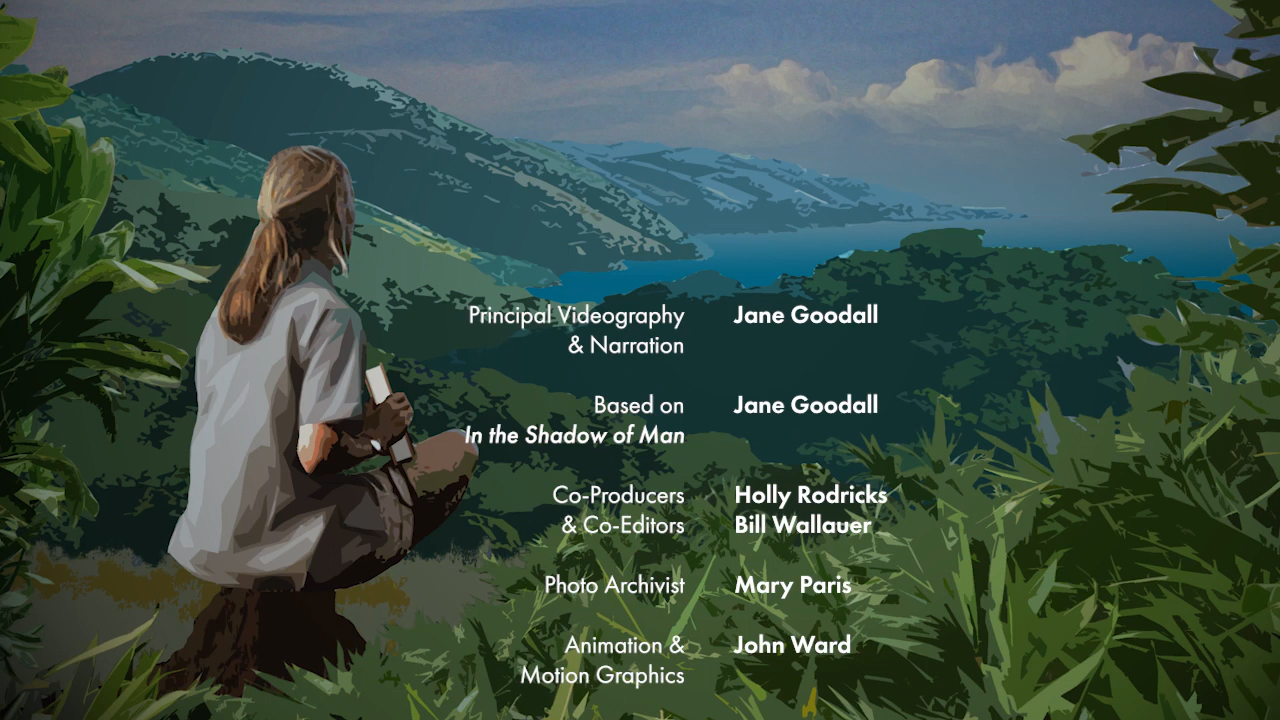 Principal Videography Jane Goodall
& Narration
Based on Jane Goodall
In the Shadow of Man
Co-Producers Holly Rodricks
& Co-Editors Bill Wallauer
Photo Archivist Mary Paris
Animation & John Ward
Motion Graphics